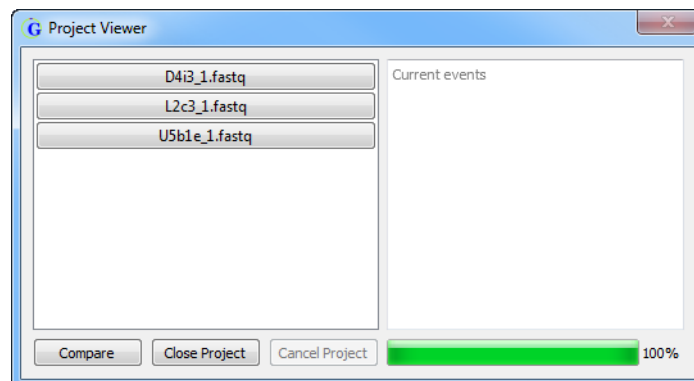 G Project Viewer
x
D4i3_1.fastq
L2c3_1.fastq
U5b1e_1.fastq
Current events
Compare
Close Project
Cancel Project
100%